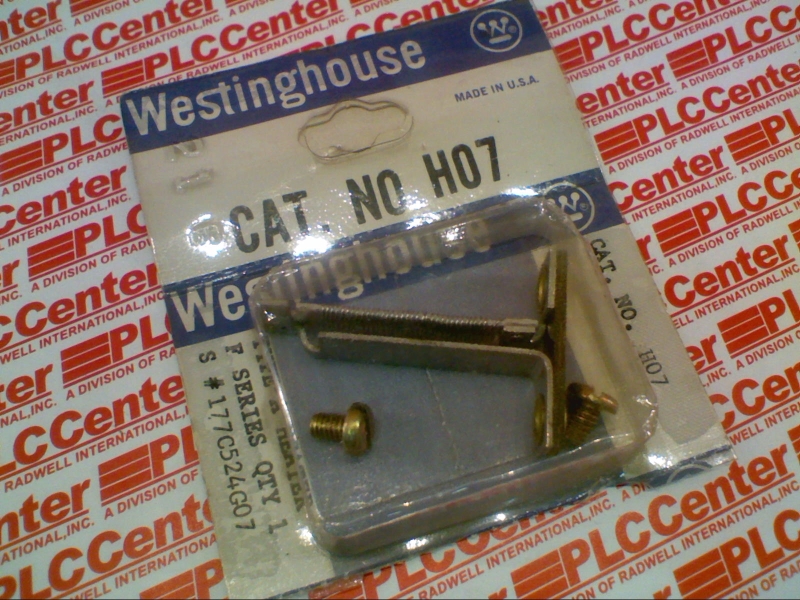 Westinghouse
W
MADE IN U.S.A.
CAT. NO H07
Westinghouse
W
CAT. NO. H07
HEATER
F SERIES QTY 1
S #177C524G07
PLCCenter
A DIVISION OF RADWELL INTERNATIONAL, INC.